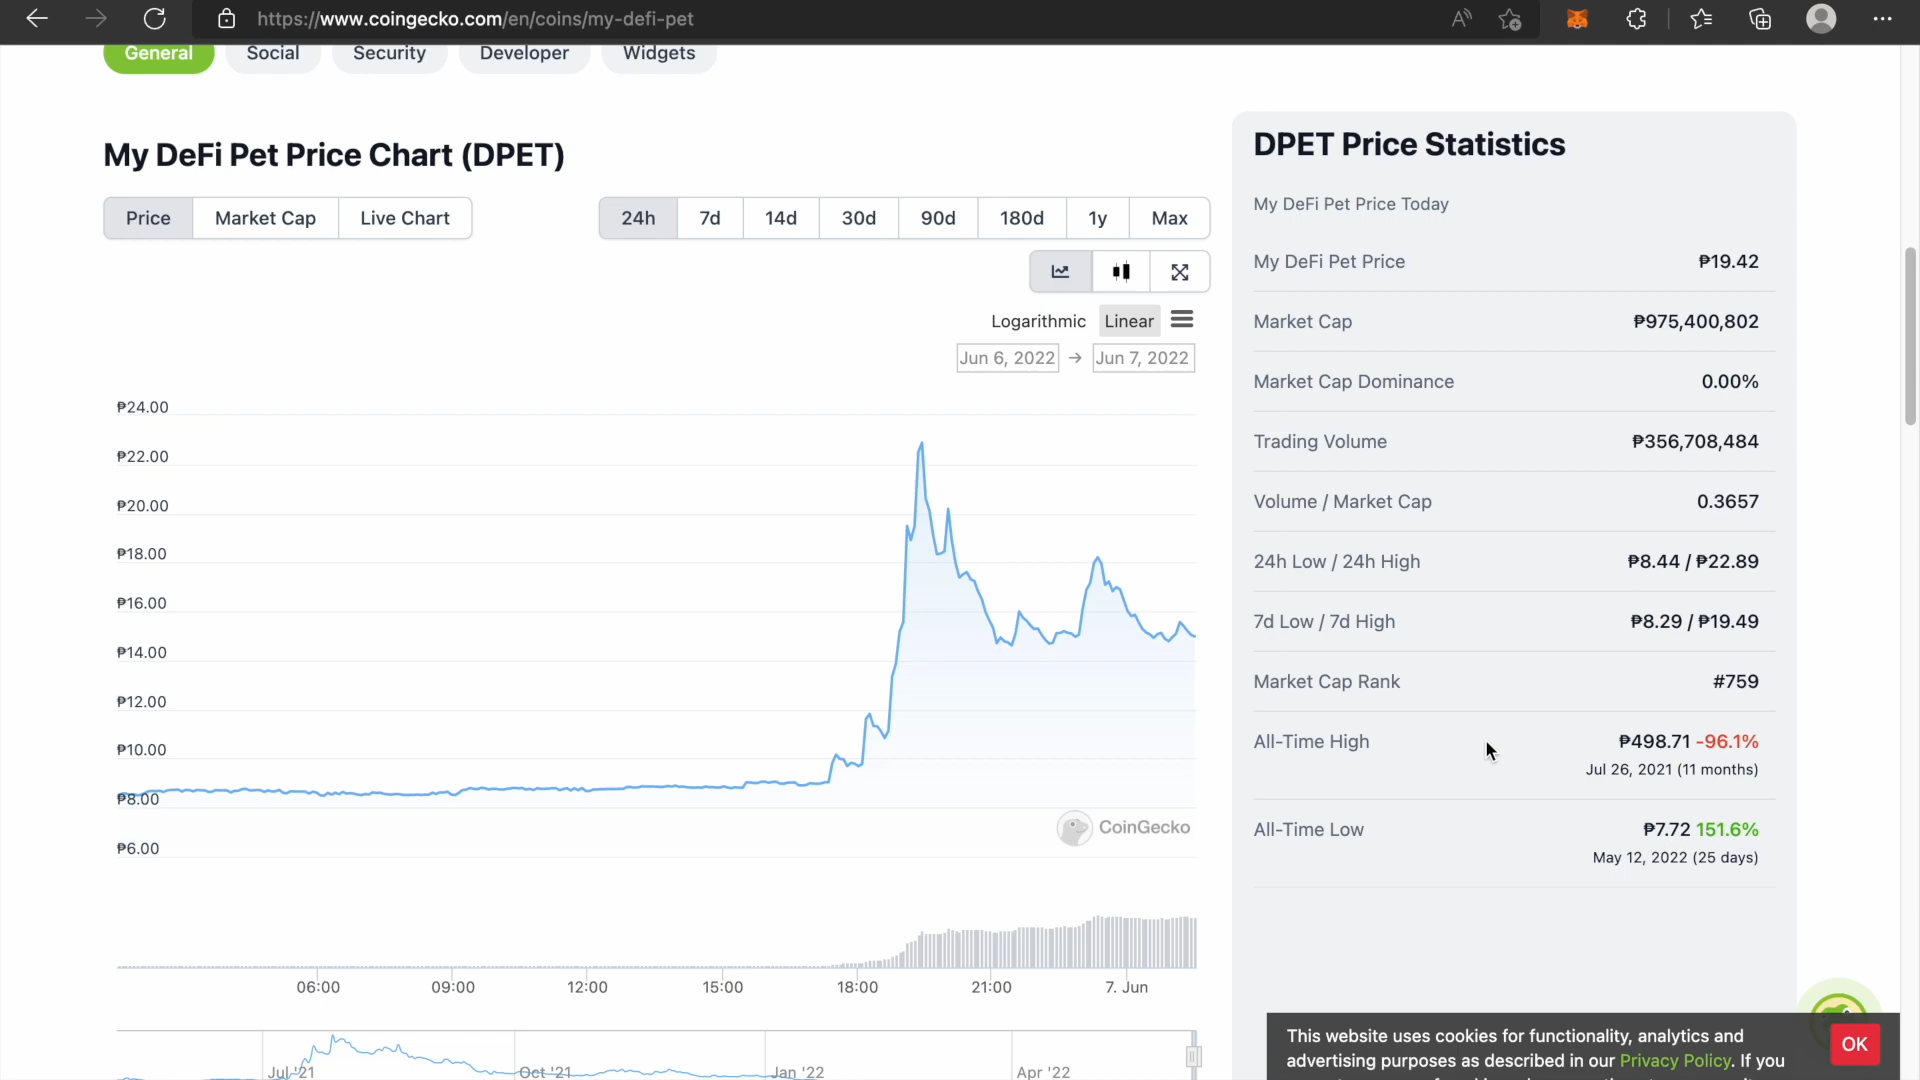 https://www.coingecko.com/en/coins/my-defi-pet
General
Social
Security
Developer
Widgets
My DeFi Pet Price Chart (DPET)
Price
Market Cap
Live Chart
24h
7d
14d
30d
90d
180d
1y
Max
Logarithmic
Linear
Jun 6, 2022 → Jun 7, 2022
₱24.00
₱22.00
₱20.00
₱18.00
₱16.00
₱14.00
₱12.00
₱10.00
₱8.00
₱6.00
CoinGecko
06:00
09:00
12:00
15:00
18:00
21:00
7. Jun
Jul '21
Oct '21
Jan '22
Apr '22
DPET Price Statistics
My DeFi Pet Price Today
My DeFi Pet Price ₱19.42
Market Cap ₱975,400,802
Market Cap Dominance 0.00%
Trading Volume ₱356,708,484
Volume / Market Cap 0.3657
24h Low / 24h High ₱8.44 / ₱22.89
7d Low / 7d High ₱8.29 / ₱19.49
Market Cap Rank #759
All-Time High ₱498.71 -96.1%
Jul 26, 2021 (11 months)
All-Time Low ₱7.72 151.6%
May 12, 2022 (25 days)
This website uses cookies for functionality, analytics and
advertising purposes as described in our Privacy Policy. If you
OK